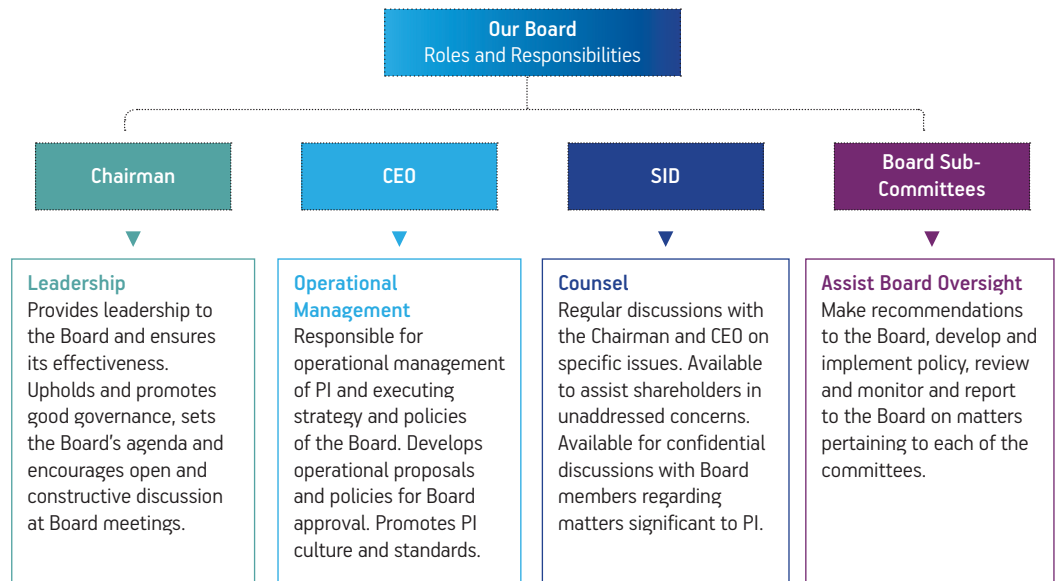 Our Board
Roles and Responsibilities
Chairman
CEO
SID
Board Sub-
Committees
Leadership
Provides leadership to
the Board and ensures
its effectiveness.
Upholds and promotes
good governance, sets
the Board's agenda and
encourages open and
constructive discussion
at Board meetings.
Operational
Management
Responsible for
operational management
of PI and executing
strategy and policies
of the Board. Develops
operational proposals
and policies for Board
approval. Promotes PI
culture and standards.
Counsel
Regular discussions with
the Chairman and CEO on
specific issues. Available
to assist shareholders in
unaddressed concerns.
Available for confidential
discussions with Board
members regarding
matters significant to PI.
Assist Board Oversight
Make recommendations
to the Board, develop and
implement policy, review
and monitor and report
to the Board on matters
pertaining to each of the
committees.